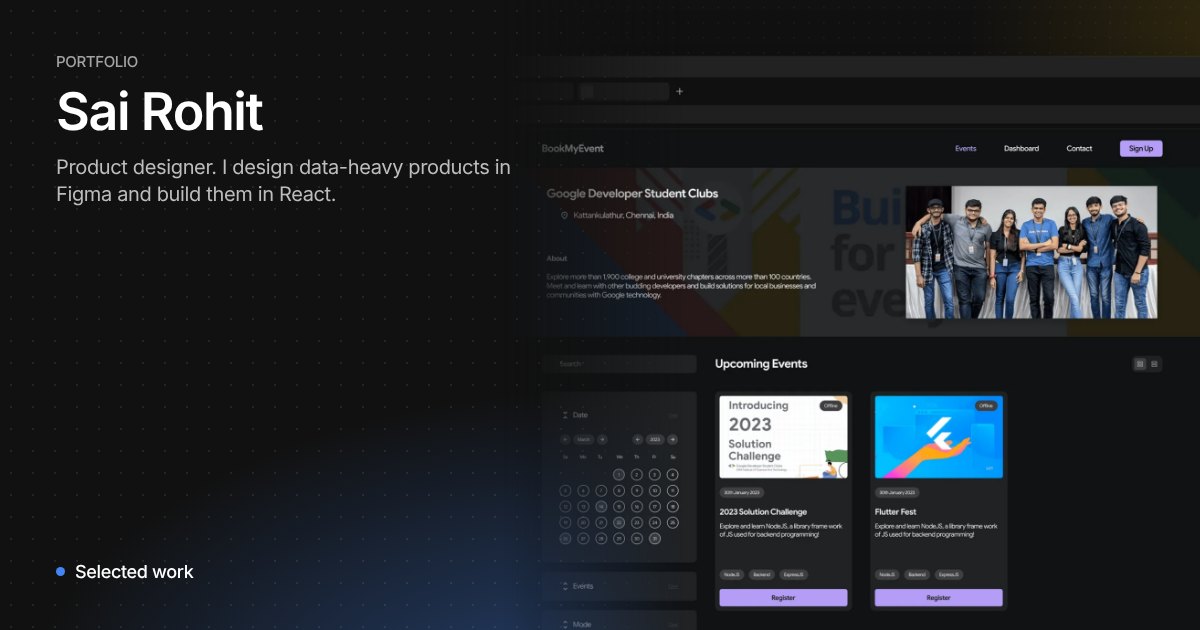 PORTFOLIO
Sai Rohit
Product designer. I design data-heavy products in
Figma and build them in React.
Selected work
+
BookMyEvent
Events
Dashboard
Contact
Sign Up
Google Developer Student Clubs
Kattankulathur, Chennai, India
About
Explore more than 1,900 college and university chapters across more than 100 countries.
Meet and learn with other budding developers and build solutions for local businesses and
communities with Google technology.
Search
Upcoming Events
Date
March
2023
Events
Mode
Introducing
2023
Solution
Challenge
Google Developer Student Clubs
Offline
30th January 2023
2023 Solution Challenge
Explore and learn NodeJS, a library frame work
of JS used for backend programming!
NodeJS
Backend
ExpressJS
Register
Offline
30th January 2023
Flutter Fest
Explore and learn NodeJS, a library frame work
of JS used for backend programming!
NodeJS
Backend
ExpressJS
Register